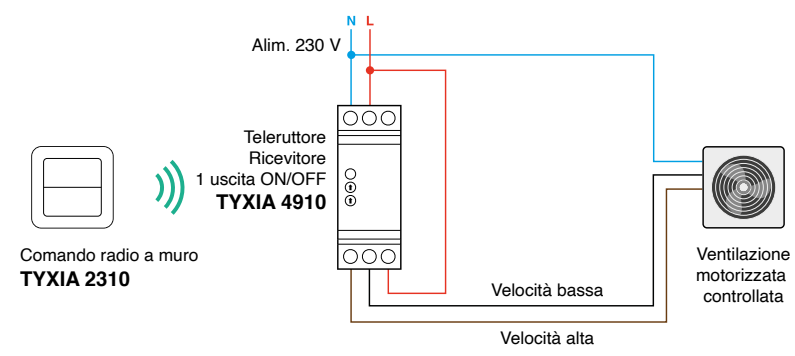 N L
Alim. 230 V
Teleruttore
Ricevitore
1 uscita ON/OFF
TYXIA 4910
Comando radio a muro
TYXIA 2310
Ventilazione
motorizzata
controllata
Velocità bassa
Velocità alta